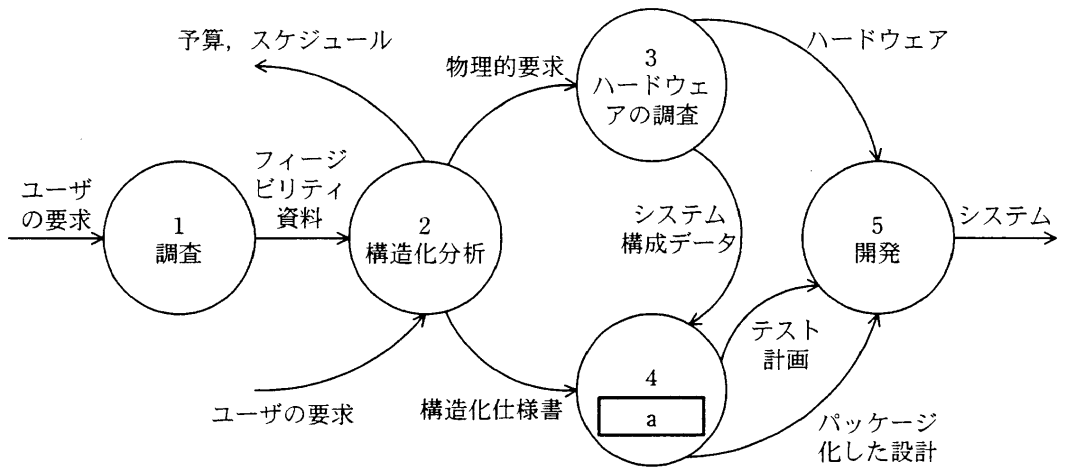 予算，スケジュール
物理的要求
3
ハードウェ
アの調査
ハードウェア
ユーザ
の要求
1
調査
フィージ
ビリティ
資料
2
構造化分析
システム
構成データ
5
開発
システム
テスト
計画
4
a
ユーザの要求
構造化仕様書
パッケージ
化した設計